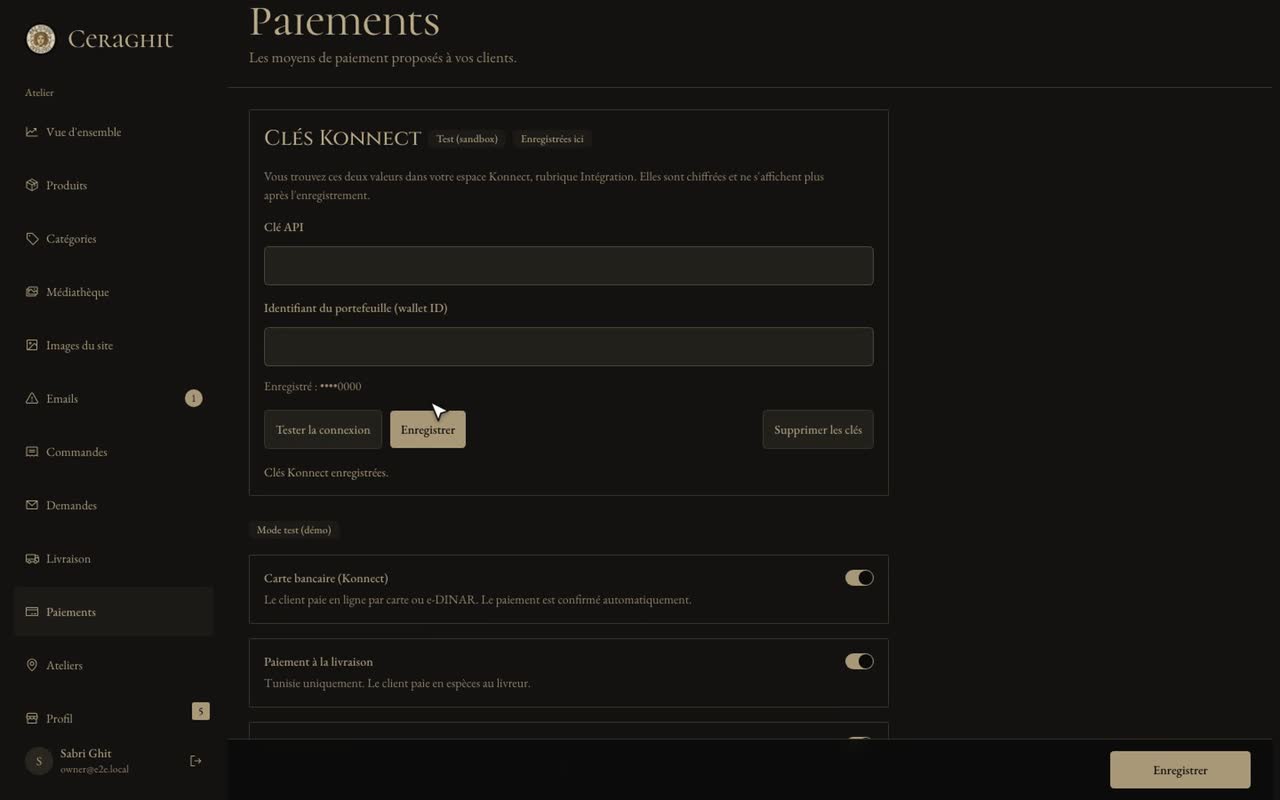 Ceraghit
Atelier
Vue d'ensemble
Produits
Catégories
Médiathèque
Images du site
Emails
1
Commandes
Demandes
Livraison
Paiements
Ateliers
Profil
5
S
Sabri Ghit
owner@e2e.local
Paiements
Les moyens de paiement proposés à vos clients.
Clés Konnect
Test (sandbox)
Enregistrées ici
Vous trouvez ces deux valeurs dans votre espace Konnect, rubrique Intégration. Elles sont chiffrées et ne s'affichent plus
après l'enregistrement.
Clé API
Identifiant du portefeuille (wallet ID)
Enregistré : ••••0000
Tester la connexion
Enregistrer
Supprimer les clés
Clés Konnect enregistrées.
Mode test (démo)
Carte bancaire (Konnect)
Le client paie en ligne par carte ou e-DINAR. Le paiement est confirmé automatiquement.
Paiement à la livraison
Tunisie uniquement. Le client paie en espèces au livreur.
Enregistrer